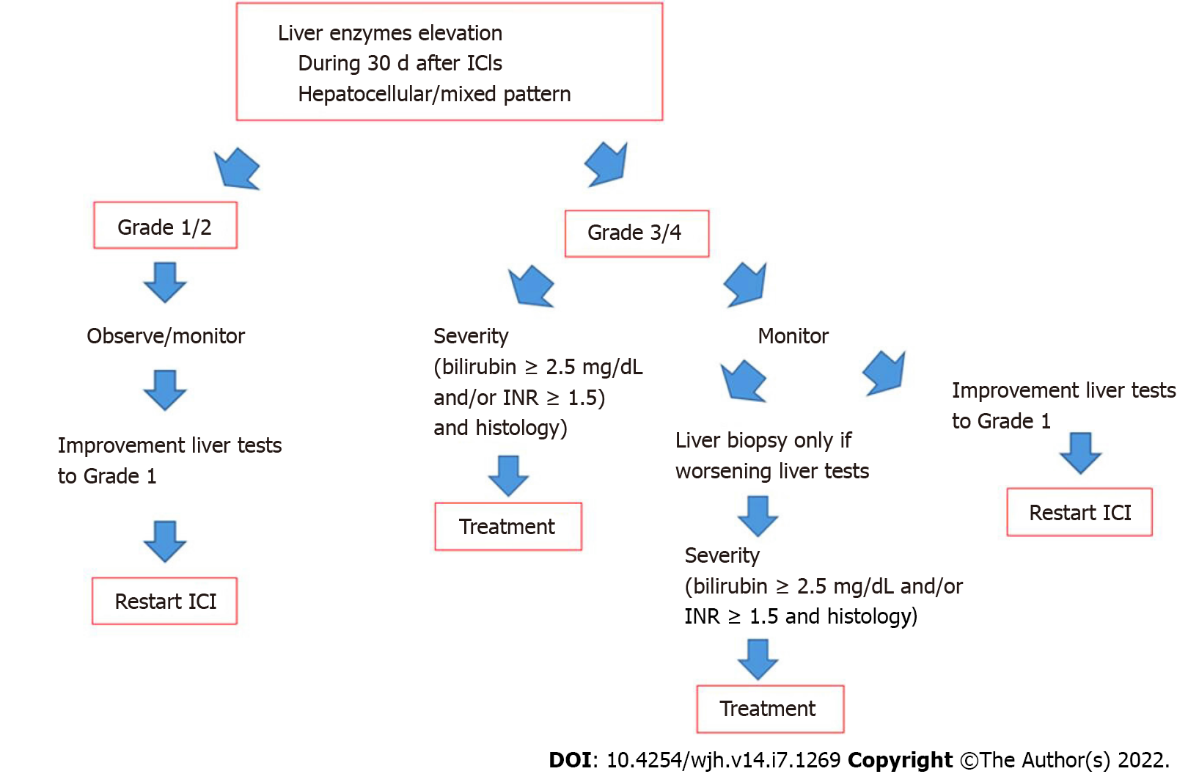 Liver enzymes elevation
During 30 d after ICIs
Hepatocellular/mixed pattern
Grade 1/2
Observe/monitor
Improvement liver tests
to Grade 1
Restart ICI
Grade 3/4
Severity
(bilirubin ≥ 2.5 mg/dL
and/or INR ≥ 1.5)
and histology)
Treatment
Monitor
Liver biopsy only if
worsening liver tests
Severity
(bilirubin ≥ 2.5 mg/dL and/or
INR ≥ 1.5 and histology)
Treatment
Improvement liver tests
to Grade 1
Restart ICI
DOI: 10.4254/wjh.v14.i7.1269 Copyright ©The Author(s) 2022.